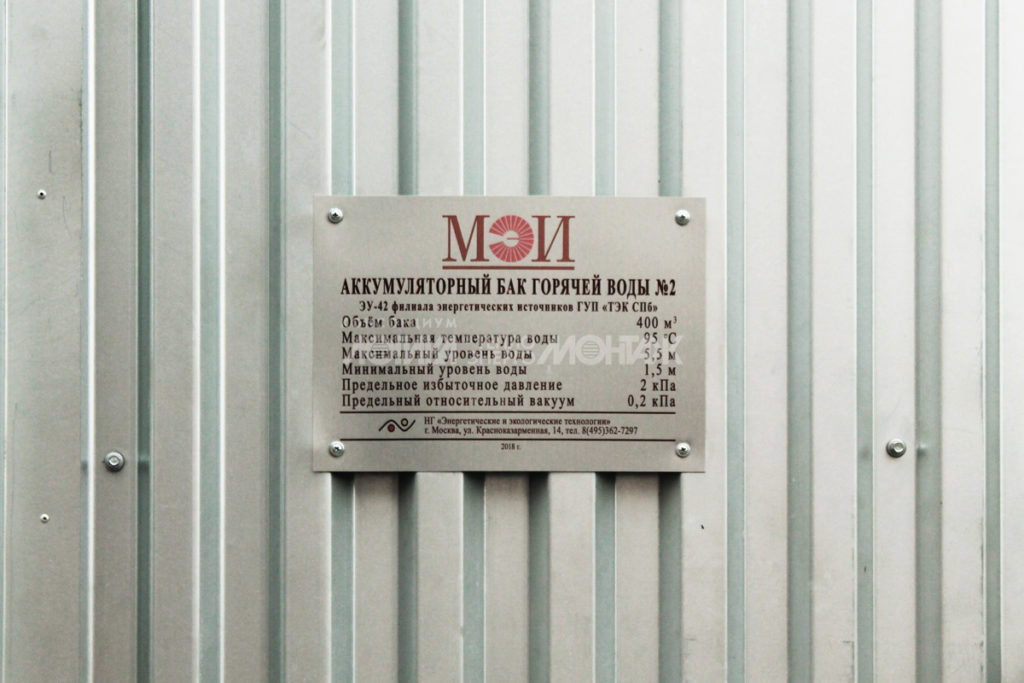 МЭИ
АККУМУЛЯТОРНЫЙ БАК ГОРЯЧЕЙ ВОДЫ №2
ЭУ-42 филиала энергетических источников ГУП «ТЭК СПб»
Объём бака 400 м³
Максимальная температура воды 95 °С
Максимальный уровень воды 5,5 м
Минимальный уровень воды 1,5 м
Предельное избыточное давление 2 кПа
Предельный относительный вакуум 0,2 кПа
НГ «Энергетические и экологические технологии»
г. Москва, ул. Красноказарменная, 14, тел. 8(495)362-7297
2018 г.